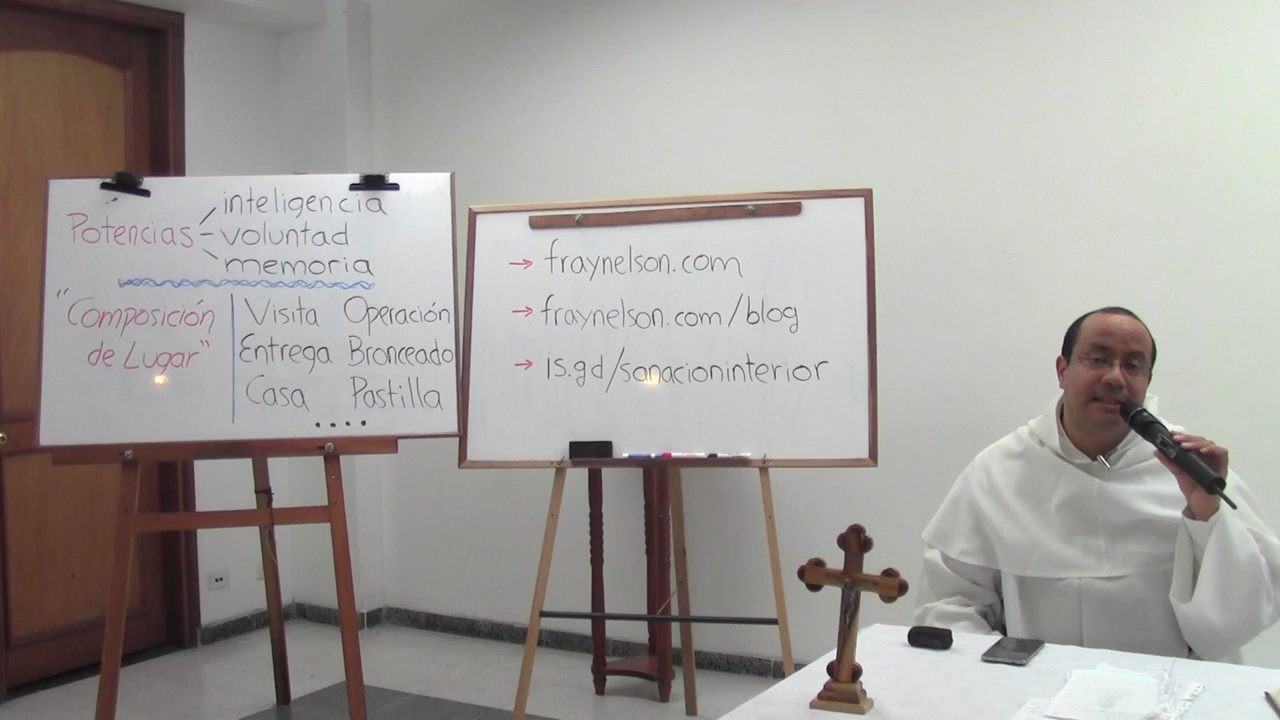 Potencias
inteligencia
voluntad
memoria
"Composición
de Lugar"
Visita Operación
Entrega Bronceado
Casa Pastilla
....
→ fraynelson.com
→ fraynelson.com/blog
→ is.gd/sanacioninterior